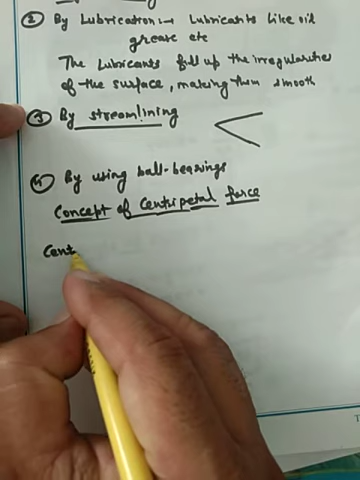 ② By Lubrication :→ Lubricants like oil
grease etc
The Lubricants fill up the irregularities
of the surface, making them smooth
③ By streamlining
④ By using ball-bearings
Concept of Centripetal force
Cent